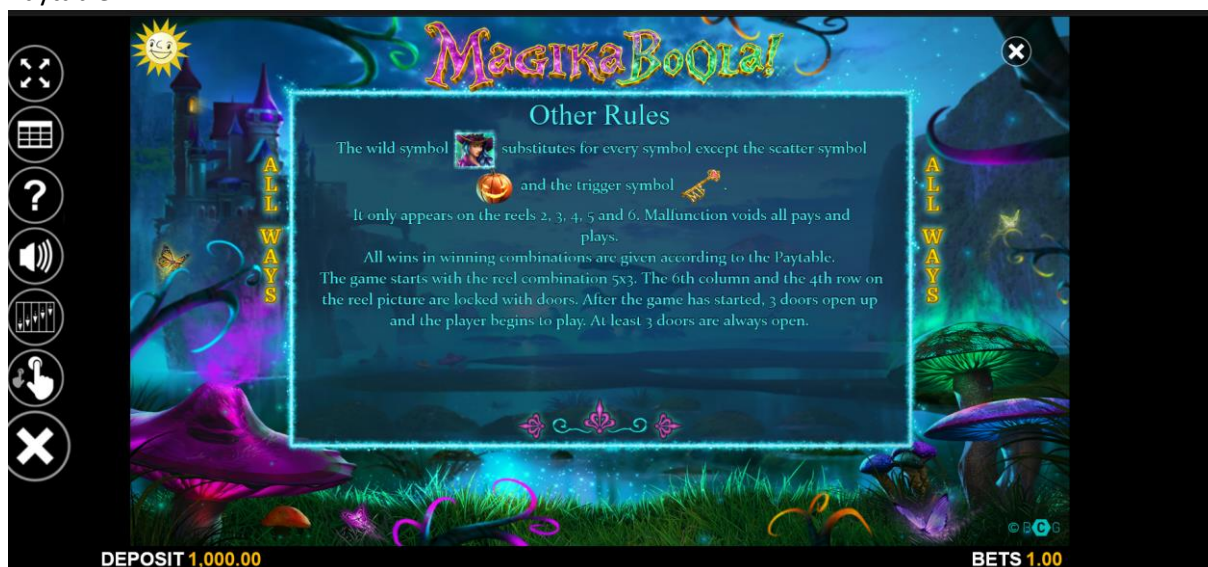 MagikaBoola!
Other Rules
The wild symbol substitutes for every symbol except the scatter symbol
and the trigger symbol .
It only appears on the reels 2, 3, 4, 5 and 6. Malfunction voids all pays and
plays.
All wins in winning combinations are given according to the Paytable.
The game starts with the reel combination 5x3. The 6th column and the 4th row on
the reel picture are locked with doors. After the game has started, 3 doors open up
and the player begins to play. At least 3 doors are always open.
ALL WAYS
ALL WAYS
© BCG
DEPOSIT 1,000.00
BETS 1.00